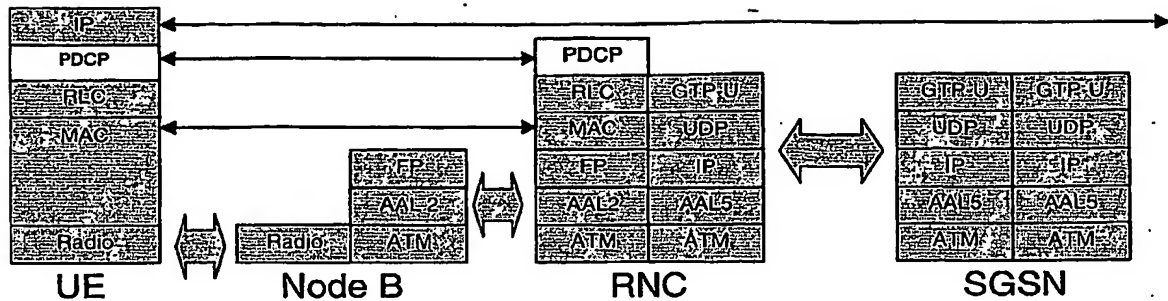 IP
PDCP
RLC
MAC
Radio
UE
FP
AAL2
Radio
ATM
Node B
PDCP
RLC
GTP-U
MAC
UDP
FP
IP
AAL2
AAL5
ATM
ATM
RNC
GTP-U
GTP-U
UDP
UDP
IP
IP
AAL5
AAL5
ATM
ATM
SGSN